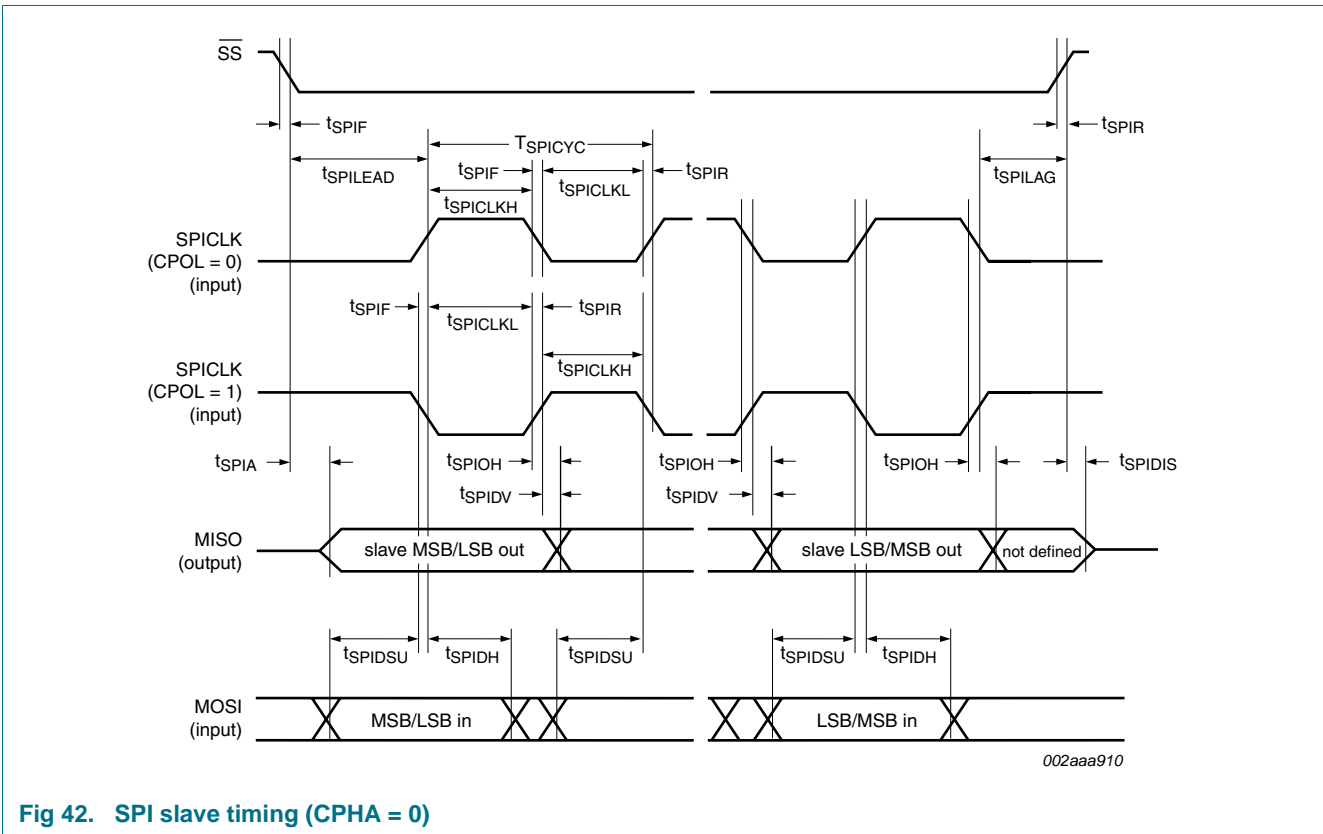 SS
tSPIF
tSPIR
TSPICYC
tSPILEAD
tSPIF
tSPICLKL
tSPIR
tSPILAG
tSPICLKH
SPICLK
(CPOL = 0)
(input)
tSPIF
tSPICLKL
tSPIR
tSPICLKH
SPICLK
(CPOL = 1)
(input)
tSPIA
tSPIOH
tSPIOH
tSPIOH
tSPIDIS
tSPIDV
tSPIDV
MISO
(output)
slave MSB/LSB out
slave LSB/MSB out
not defined
tSPIDSU
tSPIDH
tSPIDSU
tSPIDSU
tSPIDH
MOSI
(input)
MSB/LSB in
LSB/MSB in
002aaa910
Fig 42. SPI slave timing (CPHA = 0)